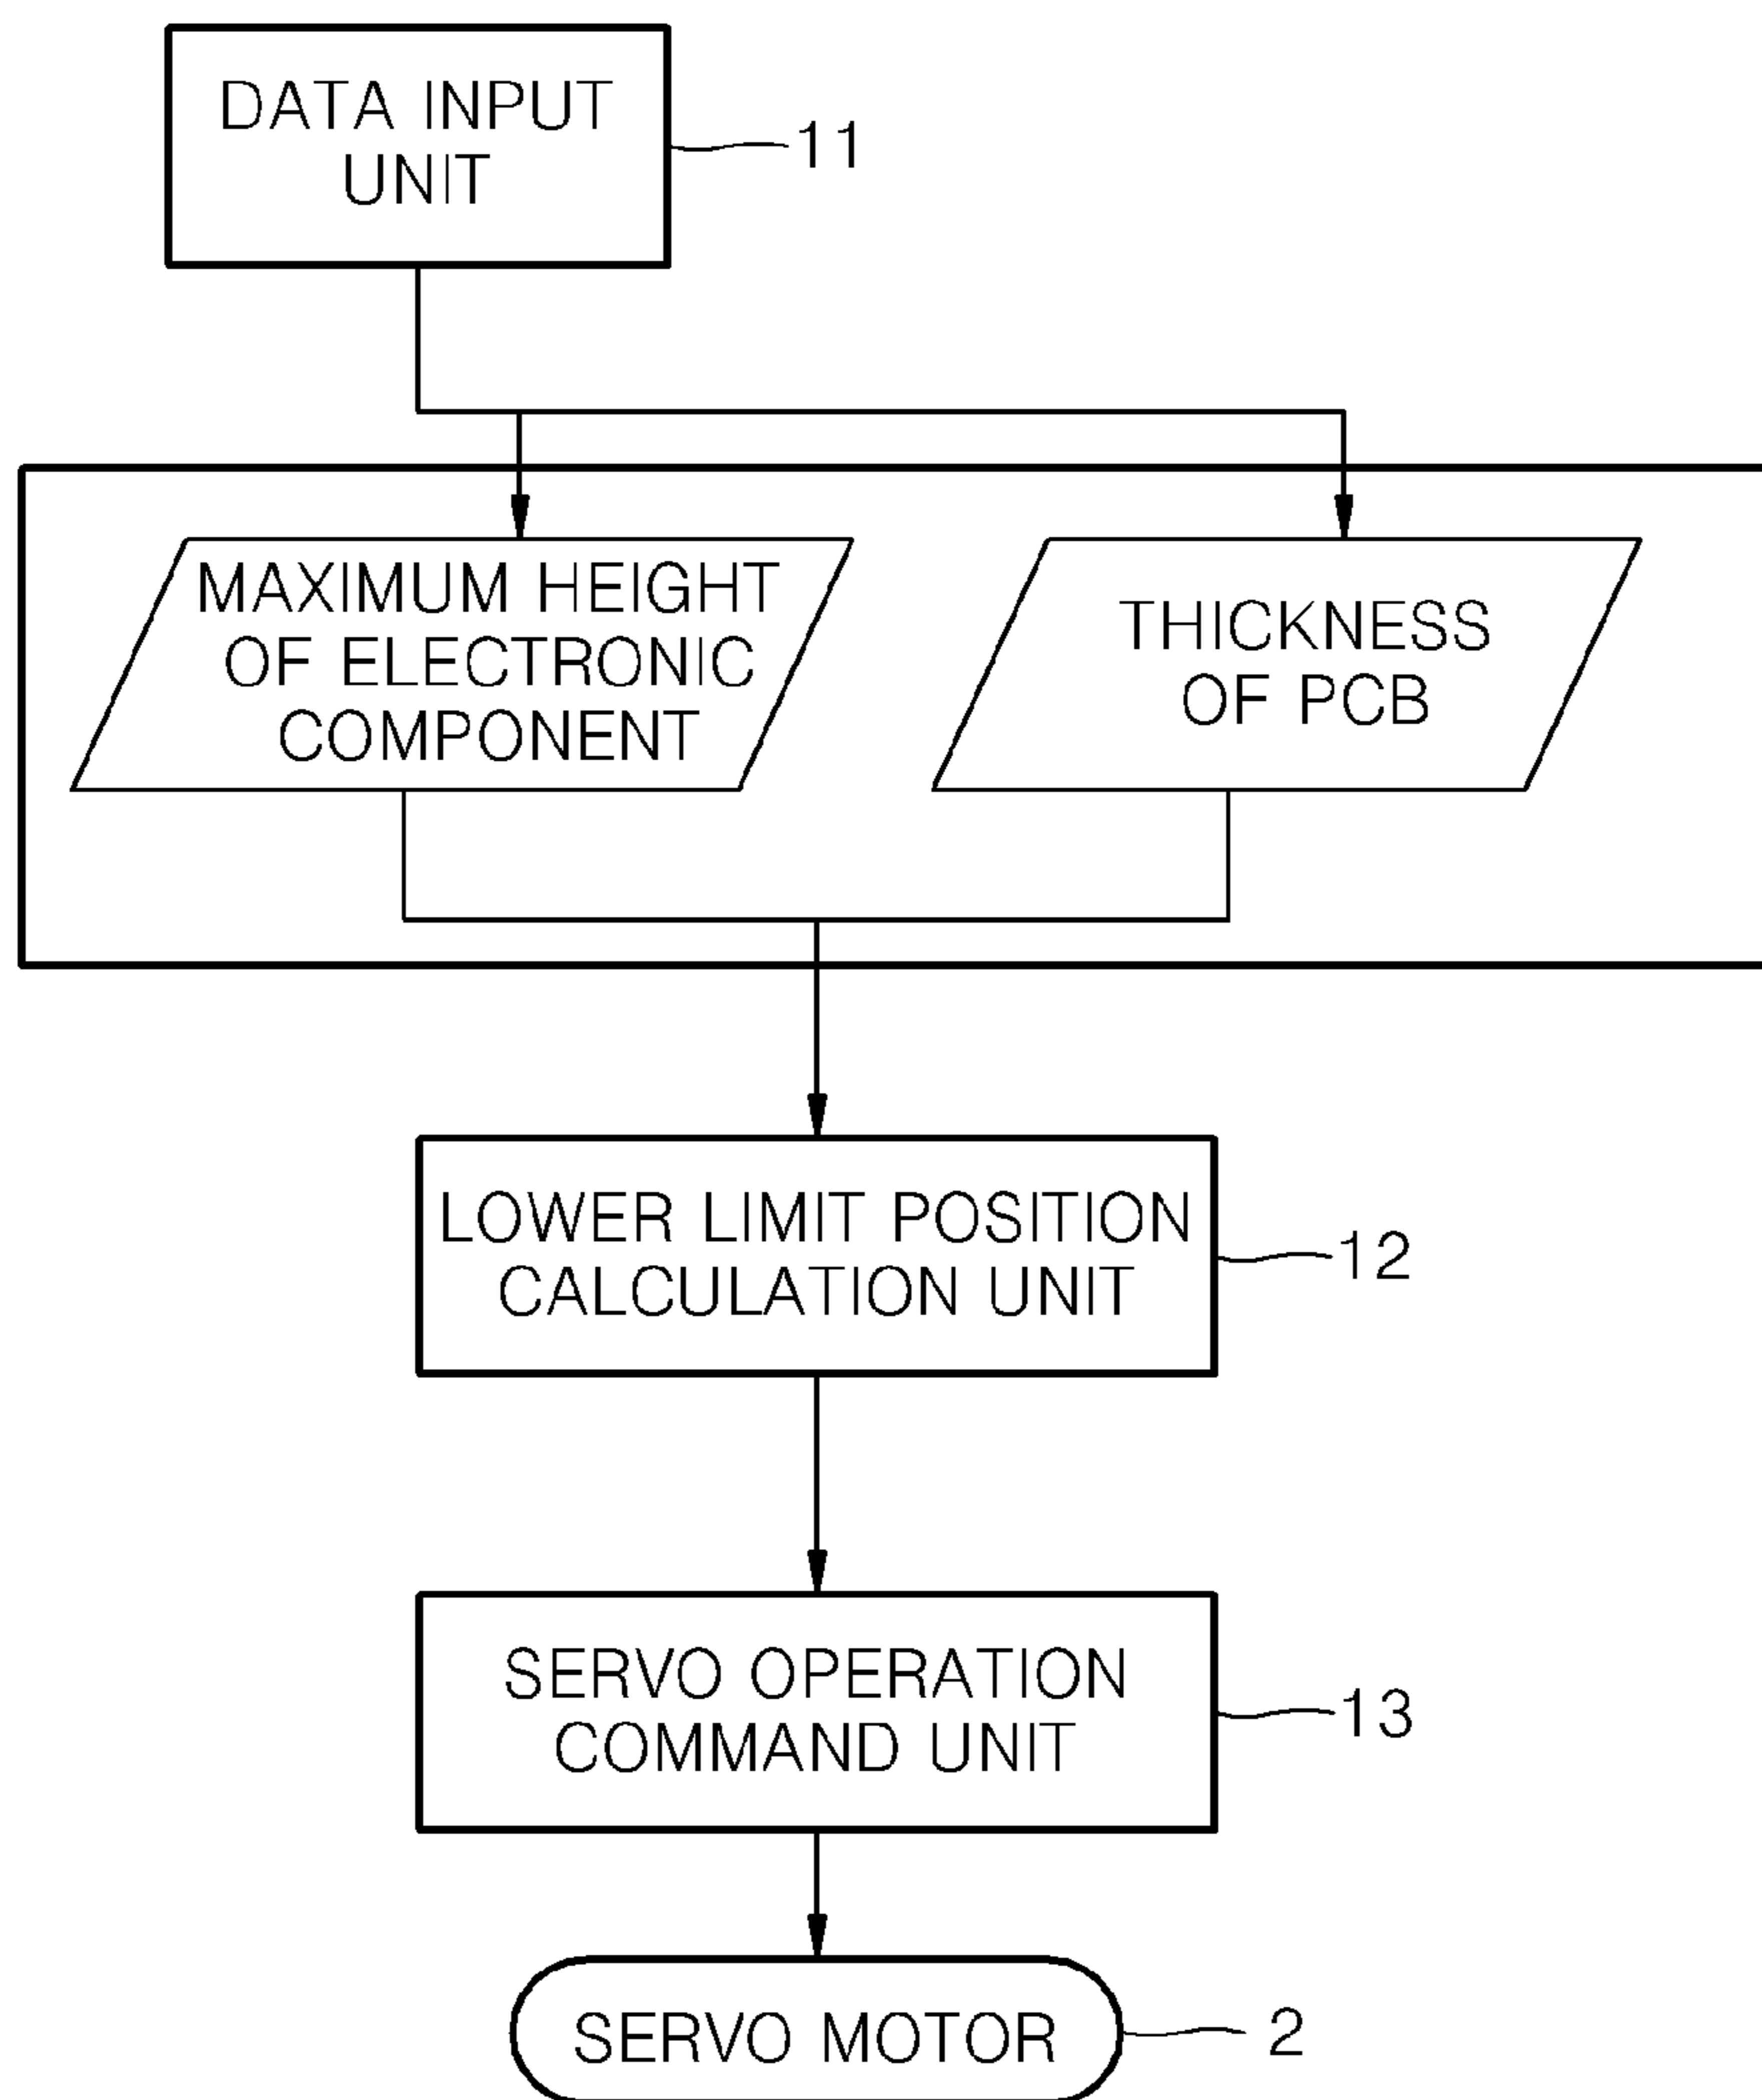 DATA INPUT
UNIT
11
MAXIMUM HEIGHT
OF ELECTRONIC
COMPONENT
THICKNESS
OF PCB
LOWER LIMIT POSITION
CALCULATION UNIT
12
SERVO OPERATION
COMMAND UNIT
13
SERVO MOTOR
2